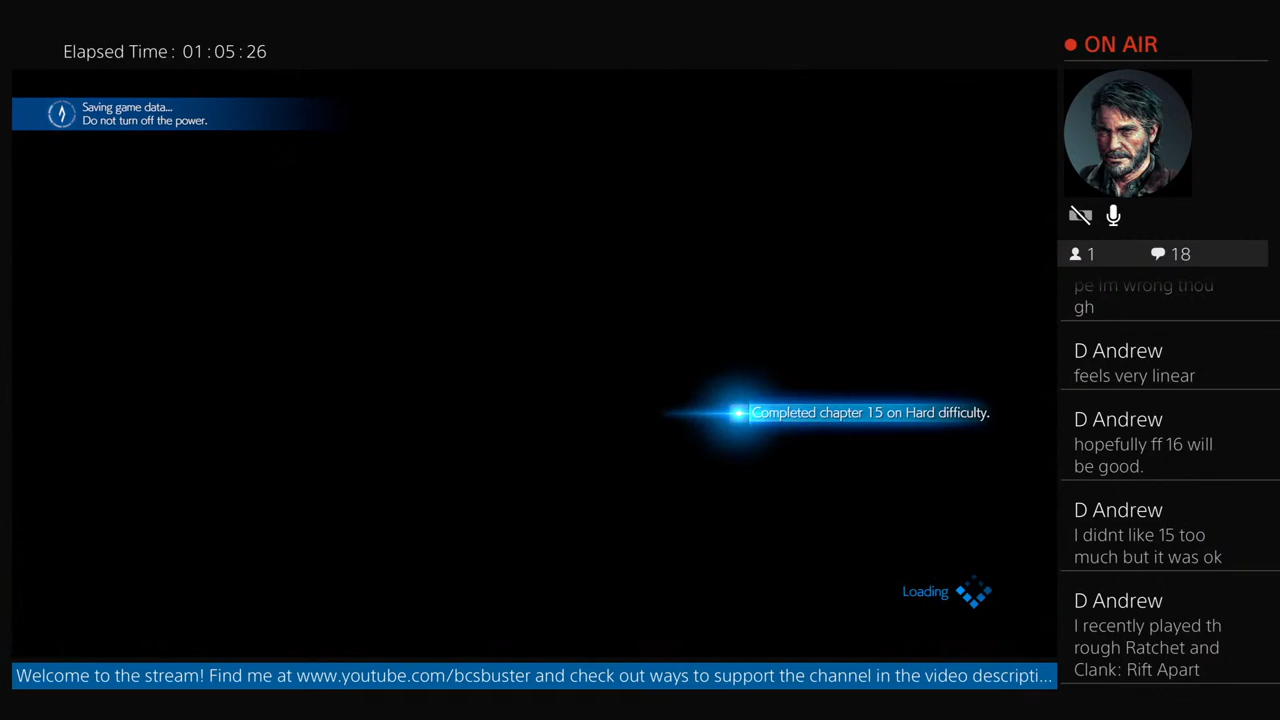 Elapsed Time: 01:05:26
ON AIR
Saving game data...
Do not turn off the power.
1
18
pe Im wrong thou
gh
D Andrew
feels very linear
D Andrew
hopefully ff 16 will
be good.
D Andrew
I didnt like 15 too
much but it was ok
D Andrew
I recently played th
rough Ratchet and
Clank: Rift Apart
Completed chapter 15 on Hard difficulty.
Loading
Welcome to the stream! Find me at www.youtube.com/bcsbuster and check out ways to support the channel in the video descripti...